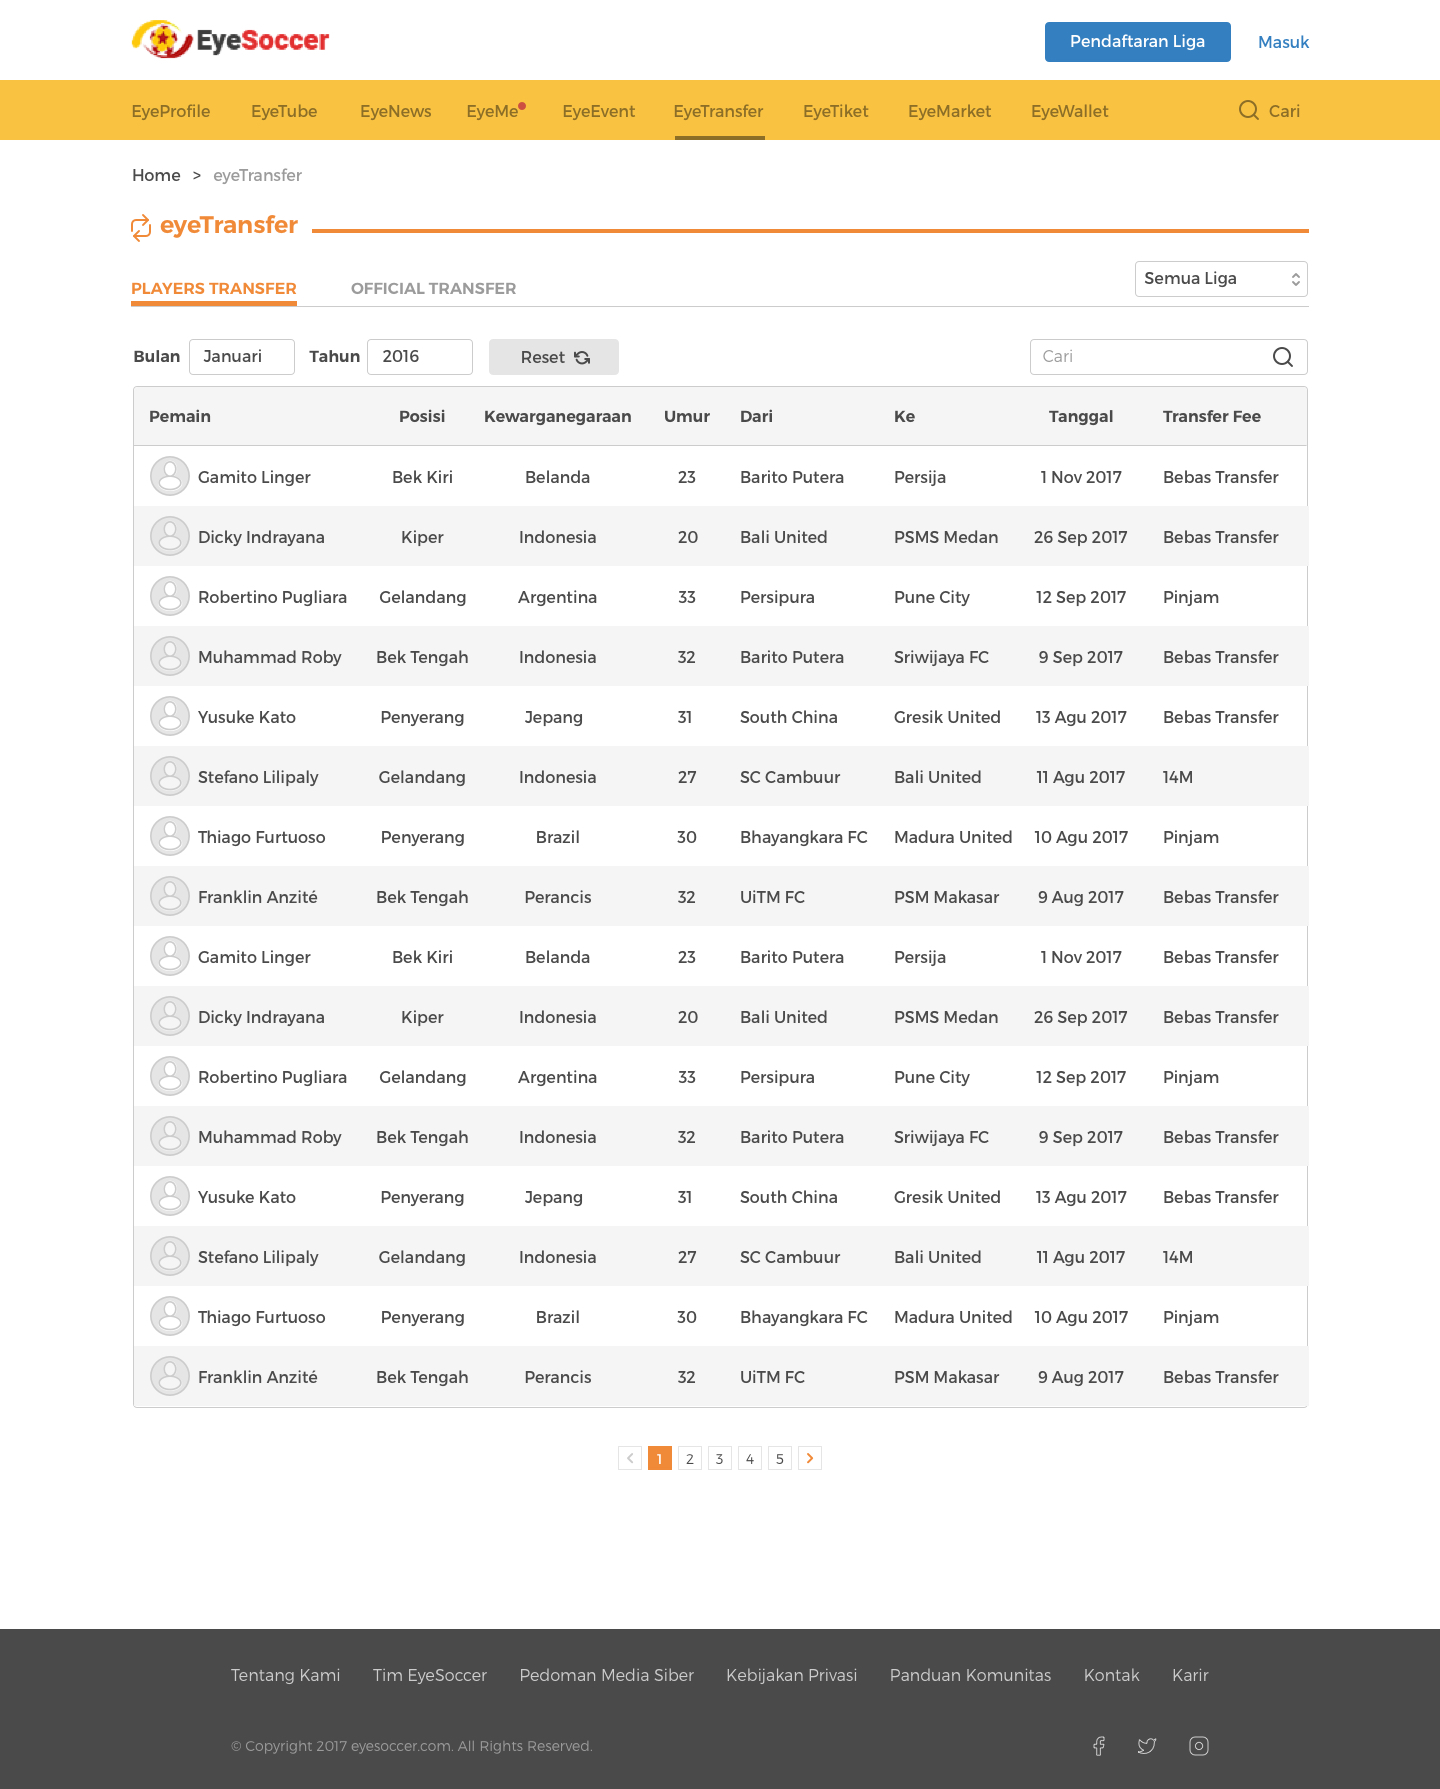 EyeSoccer Pendaftaran Liga Masuk
EyeProfile EyeTube EyeNews EyeMe EyeEvent EyeTransfer EyeTiket EyeMarket EyeWallet Cari
Home > eyeTransfer
eyeTransfer
PLAYERS TRANSFER OFFICIAL TRANSFER Semua Liga
Bulan Januari Tahun 2016 Reset Cari
Pemain Posisi Kewarganegaraan Umur Dari Ke Tanggal Transfer Fee
Gamito Linger Bek Kiri Belanda 23 Barito Putera Persija 1 Nov 2017 Bebas Transfer
Dicky Indrayana Kiper Indonesia 20 Bali United PSMS Medan 26 Sep 2017 Bebas Transfer
Robertino Pugliara Gelandang Argentina 33 Persipura Pune City 12 Sep 2017 Pinjam
Muhammad Roby Bek Tengah Indonesia 32 Barito Putera Sriwijaya FC 9 Sep 2017 Bebas Transfer
Yusuke Kato Penyerang Jepang 31 South China Gresik United 13 Agu 2017 Bebas Transfer
Stefano Lilipaly Gelandang Indonesia 27 SC Cambuur Bali United 11 Agu 2017 14M
Thiago Furtuoso Penyerang Brazil 30 Bhayangkara FC Madura United 10 Agu 2017 Pinjam
Franklin Anzité Bek Tengah Perancis 32 UiTM FC PSM Makasar 9 Aug 2017 Bebas Transfer
Gamito Linger Bek Kiri Belanda 23 Barito Putera Persija 1 Nov 2017 Bebas Transfer
Dicky Indrayana Kiper Indonesia 20 Bali United PSMS Medan 26 Sep 2017 Bebas Transfer
Robertino Pugliara Gelandang Argentina 33 Persipura Pune City 12 Sep 2017 Pinjam
Muhammad Roby Bek Tengah Indonesia 32 Barito Putera Sriwijaya FC 9 Sep 2017 Bebas Transfer
Yusuke Kato Penyerang Jepang 31 South China Gresik United 13 Agu 2017 Bebas Transfer
Stefano Lilipaly Gelandang Indonesia 27 SC Cambuur Bali United 11 Agu 2017 14M
Thiago Furtuoso Penyerang Brazil 30 Bhayangkara FC Madura United 10 Agu 2017 Pinjam
Franklin Anzité Bek Tengah Perancis 32 UiTM FC PSM Makasar 9 Aug 2017 Bebas Transfer
1 2 3 4 5
Tentang Kami Tim EyeSoccer Pedoman Media Siber Kebijakan Privasi Panduan Komunitas Kontak Karir
© Copyright 2017 eyesoccer.com. All Rights Reserved.